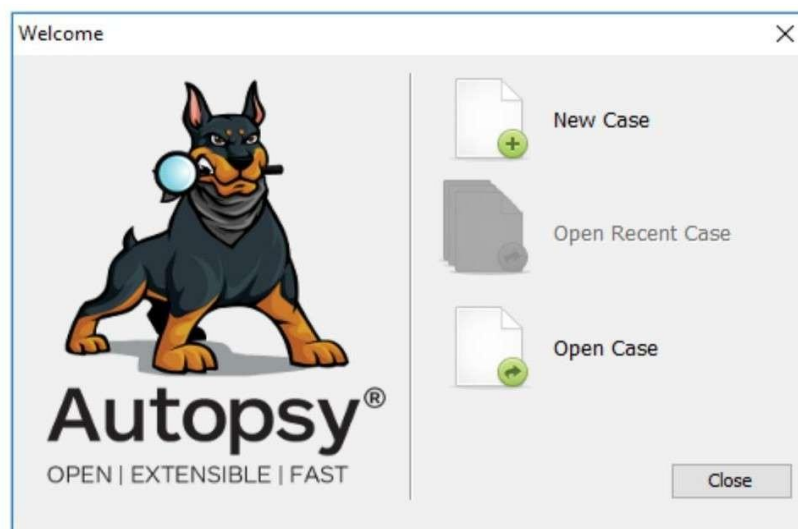 Welcome
New Case
Open Recent Case
Open Case
Autopsy®
OPEN | EXTENSIBLE | FAST
Close